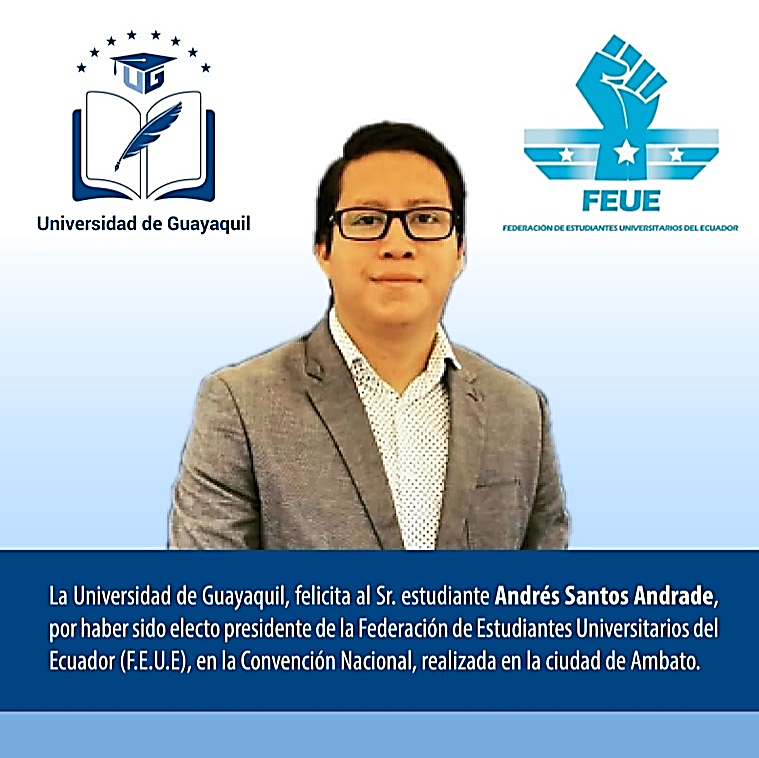 UG
Universidad de Guayaquil
FEUE
FEDERACIÓN DE ESTUDIANTES UNIVERSITARIOS DEL ECUADOR
La Universidad de Guayaquil, felicita al Sr. estudiante Andrés Santos Andrade,
por haber sido electo presidente de la Federación de Estudiantes Universitarios del
Ecuador (F.E.U.E), en la Convención Nacional, realizada en la ciudad de Ambato.